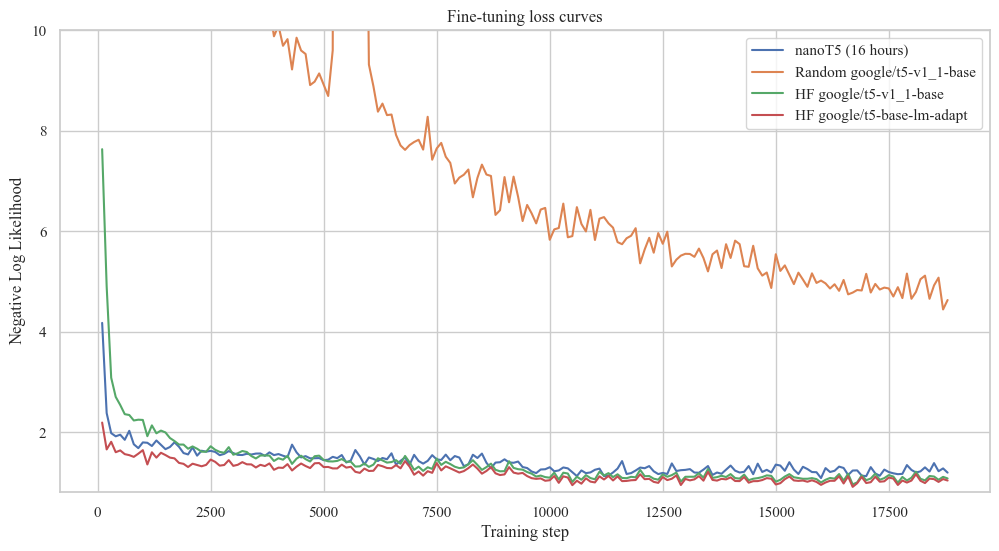 Fine-tuning loss curves
nanoT5 (16 hours)
Random google/t5-v1_1-base
HF google/t5-v1_1-base
HF google/t5-base-lm-adapt
Negative Log Likelihood
10
8
6
4
2
0
2500
5000
7500
10000
12500
15000
17500
Training step